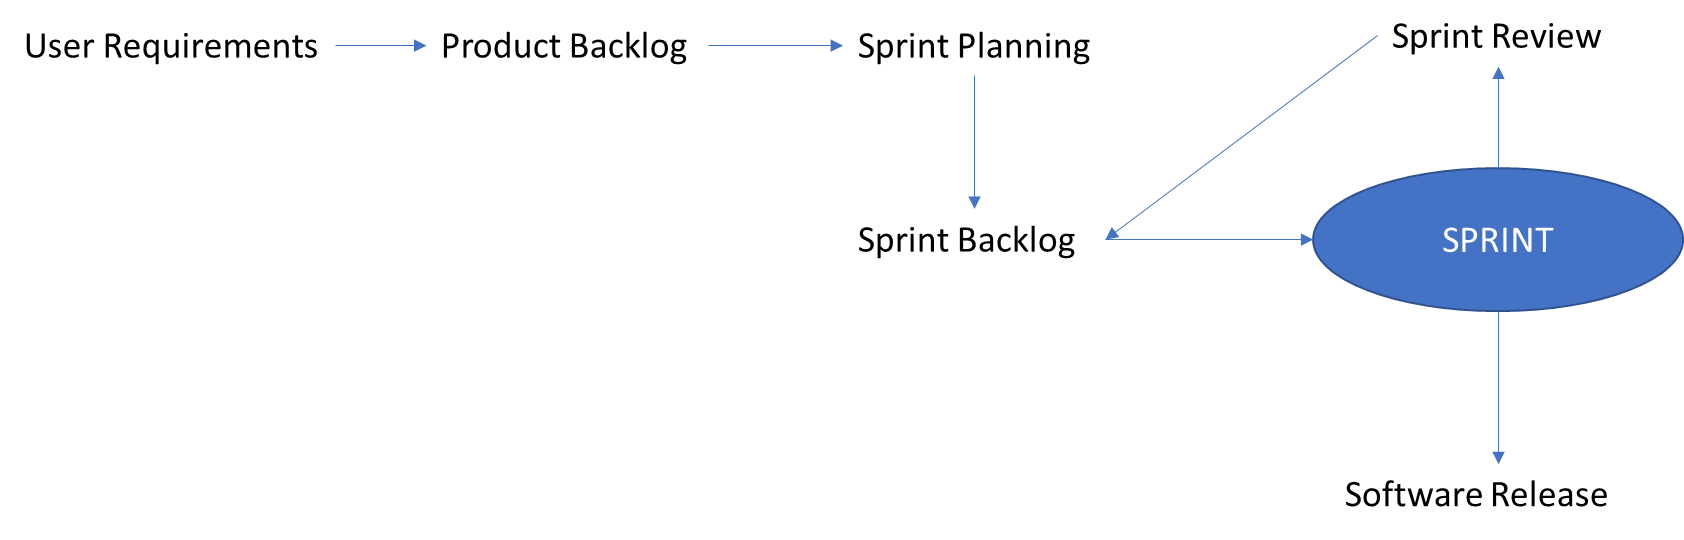 User Requirements
Product Backlog
Sprint Planning
Sprint Review
Sprint Backlog
SPRINT
Software Release